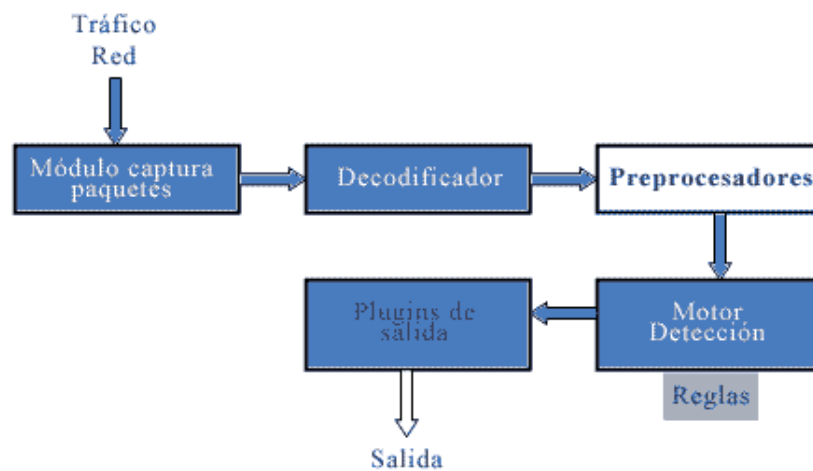 Tráfico
Red
Módulo captura
paquetes
Decodificador
Preprocesadores
Plugins de
salida
Motor
Detección
Reglas
Salida